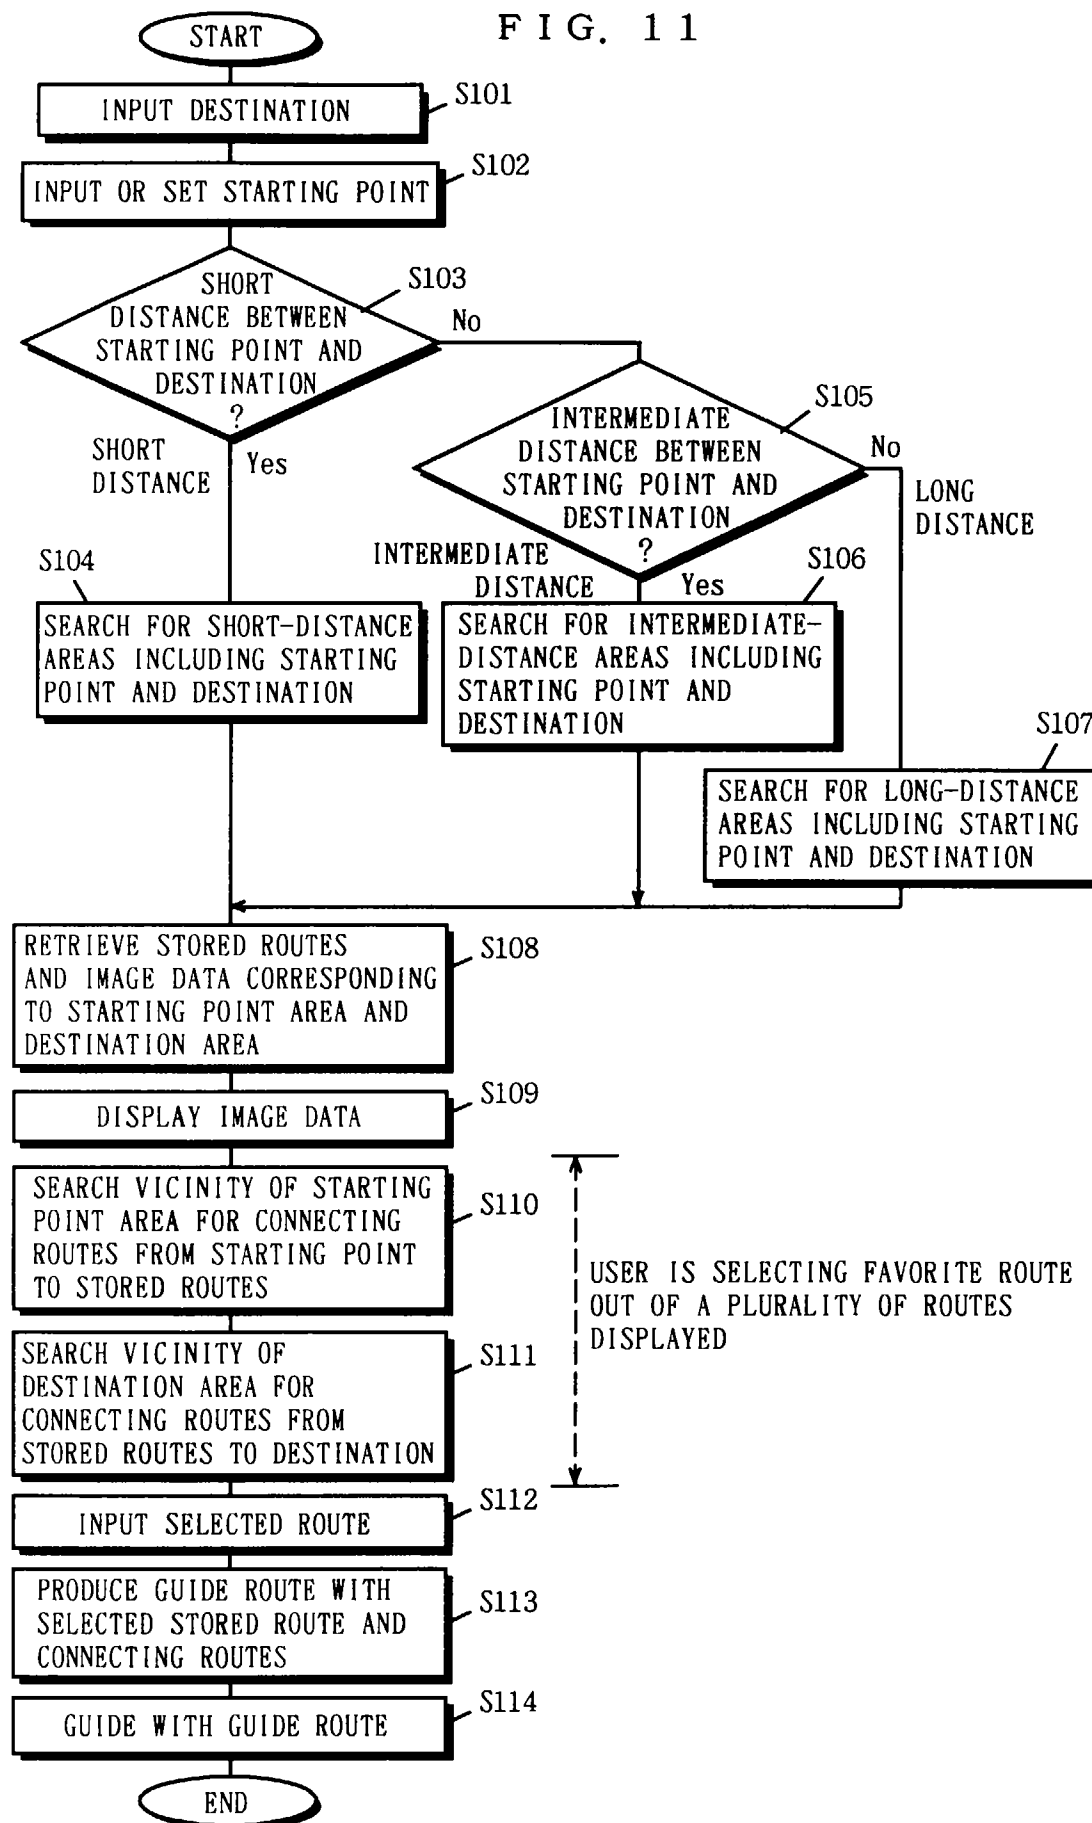 FIG. 11
START
INPUT DESTINATION
S101
INPUT OR SET STARTING POINT
S102
SHORT
DISTANCE BETWEEN
STARTING POINT AND
DESTINATION
?
S103
No
SHORT
DISTANCE
Yes
INTERMEDIATE
DISTANCE BETWEEN
STARTING POINT AND
DESTINATION
?
S105
No
LONG
DISTANCE
INTERMEDIATE
DISTANCE
Yes
S104
SEARCH FOR SHORT-DISTANCE
AREAS INCLUDING STARTING
POINT AND DESTINATION
S106
SEARCH FOR INTERMEDIATE-
DISTANCE AREAS INCLUDING
STARTING POINT AND
DESTINATION
S107
SEARCH FOR LONG-DISTANCE
AREAS INCLUDING STARTING
POINT AND DESTINATION
RETRIEVE STORED ROUTES
AND IMAGE DATA CORRESPONDING
TO STARTING POINT AREA AND
DESTINATION AREA
S108
DISPLAY IMAGE DATA
S109
SEARCH VICINITY OF STARTING
POINT AREA FOR CONNECTING
ROUTES FROM STARTING POINT
TO STORED ROUTES
S110
USER IS SELECTING FAVORITE ROUTE
OUT OF A PLURALITY OF ROUTES
DISPLAYED
SEARCH VICINITY OF
DESTINATION AREA FOR
CONNECTING ROUTES FROM
STORED ROUTES TO DESTINATION
S111
INPUT SELECTED ROUTE
S112
PRODUCE GUIDE ROUTE WITH
SELECTED STORED ROUTE AND
CONNECTING ROUTES
S113
GUIDE WITH GUIDE ROUTE
S114
END